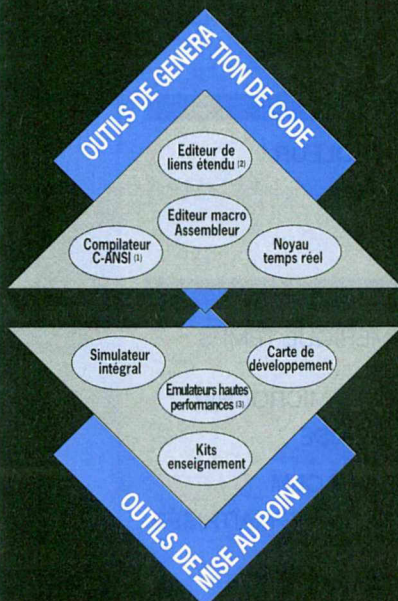 OUTILS DE GENERATION DE CODE
Editeur de
liens étendu (2)
Editeur macro
Assembleur
Compilateur
C-ANSI (1)
Noyau
temps réel
Simulateur
intégral
Carte de
développement
Emulateurs hautes
performances (3)
Kits
enseignement
OUTILS DE MISE AU POINT